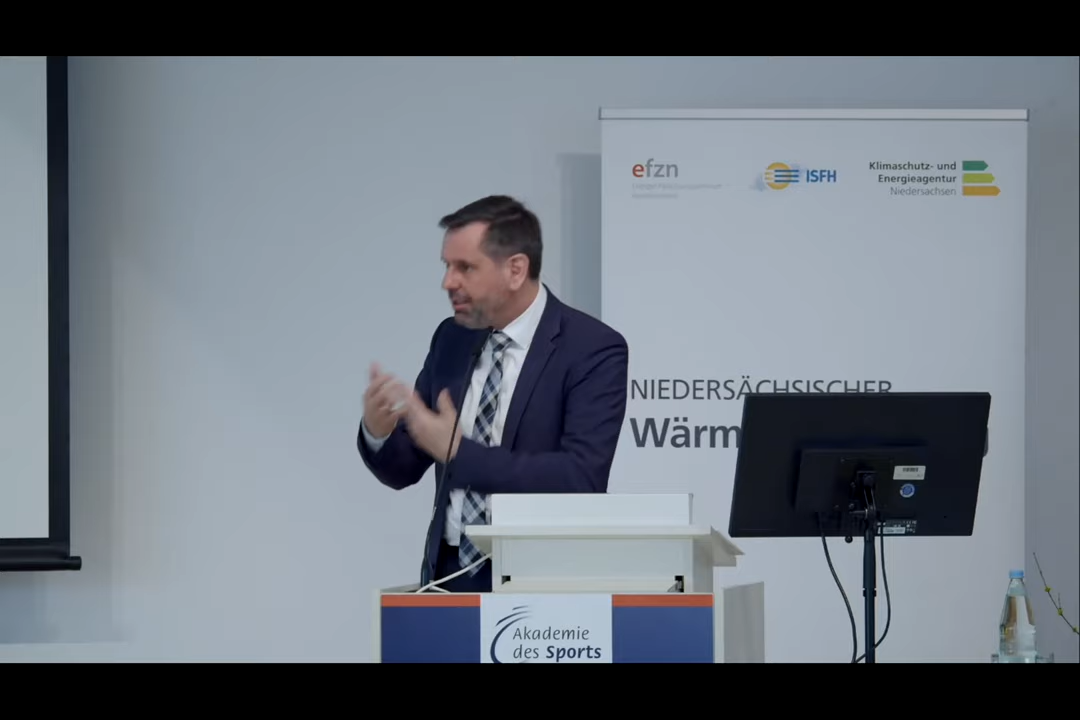 efzn
ISFH
Klimaschutz- und
Energieagentur
Niedersachsen
NIEDERSÄCHSISCHER
Wärm
Akademie
des Sports